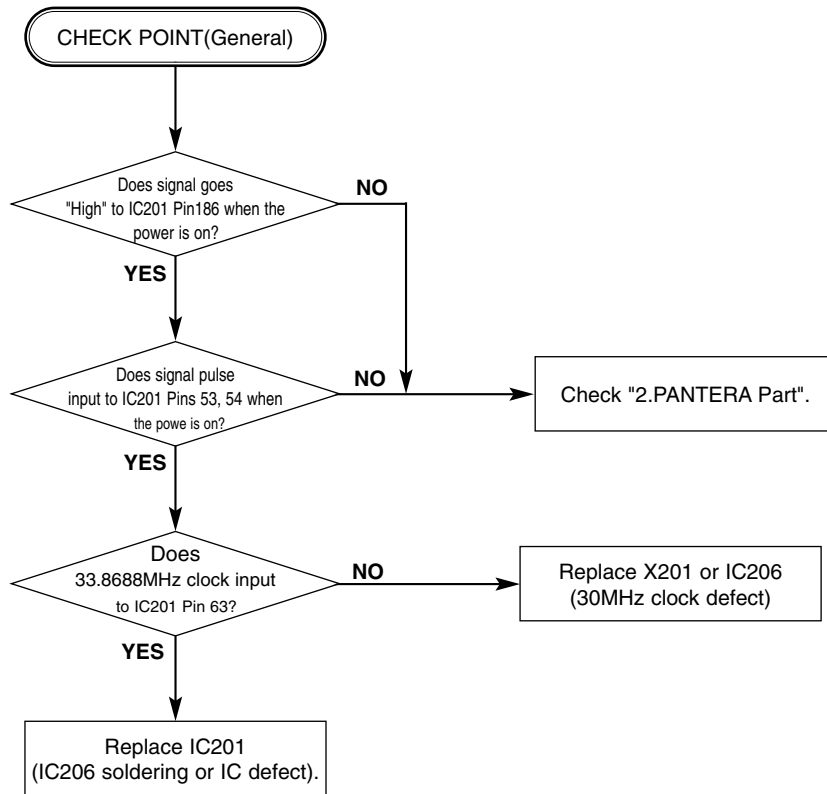 CHECK POINT(General)
Does signal goes
"High" to IC201 Pin186 when the
power is on?
NO
YES
Does signal pulse
input to IC201 Pins 53, 54 when
the powe is on?
NO
Check "2.PANTERA Part".
YES
Does
33.8688MHz clock input
to IC201 Pin 63?
NO
Replace X201 or IC206
(30MHz clock defect)
YES
Replace IC201
(IC206 soldering or IC defect).